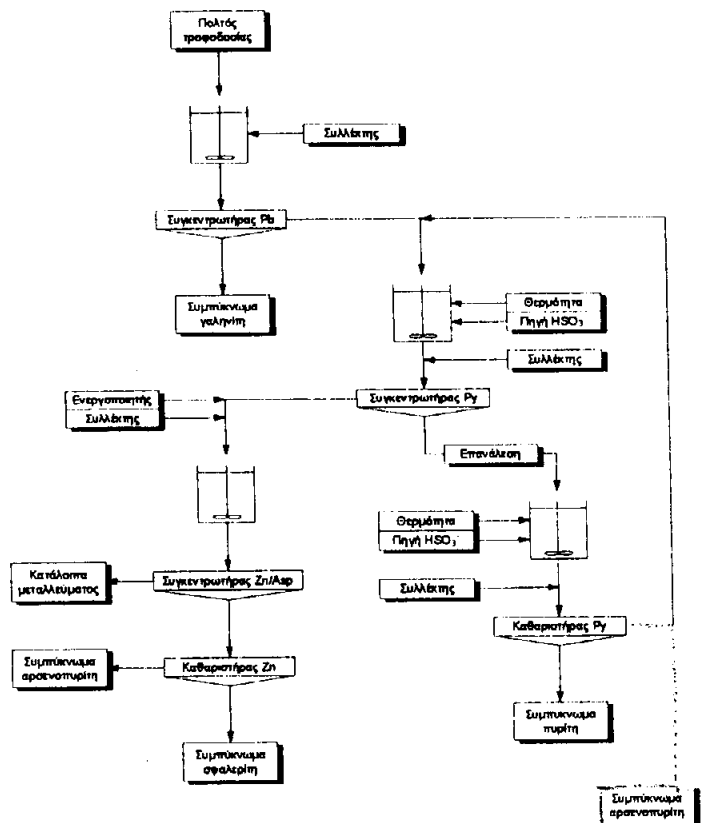 Πολτός
τροφοδοσίας
Συλλέκτης
Συγκεντρωτήρας Pb
Συμπύκνωμα
γαληνίτη
Θερμότητα
Πηγή HSO3-
Συλλέκτης
Ενεργοποιητής
Συλλέκτης
Συγκεντρωτήρας Py
Επανάλεση
Θερμότητα
Πηγή HSO3-
Κατάλοιπα
μεταλλεύματος
Συγκεντρωτήρας Zn/Asp
Συλλέκτης
Καθαριστήρας Py
Συμπύκνωμα
αρσενοπυρίτη
Καθαριστήρας Zn
Συμπύκνωμα
πυρίτη
Συμπύκνωμα
σφαλερίτη
Συμπύκνωμα
αρσενοπυρίτη